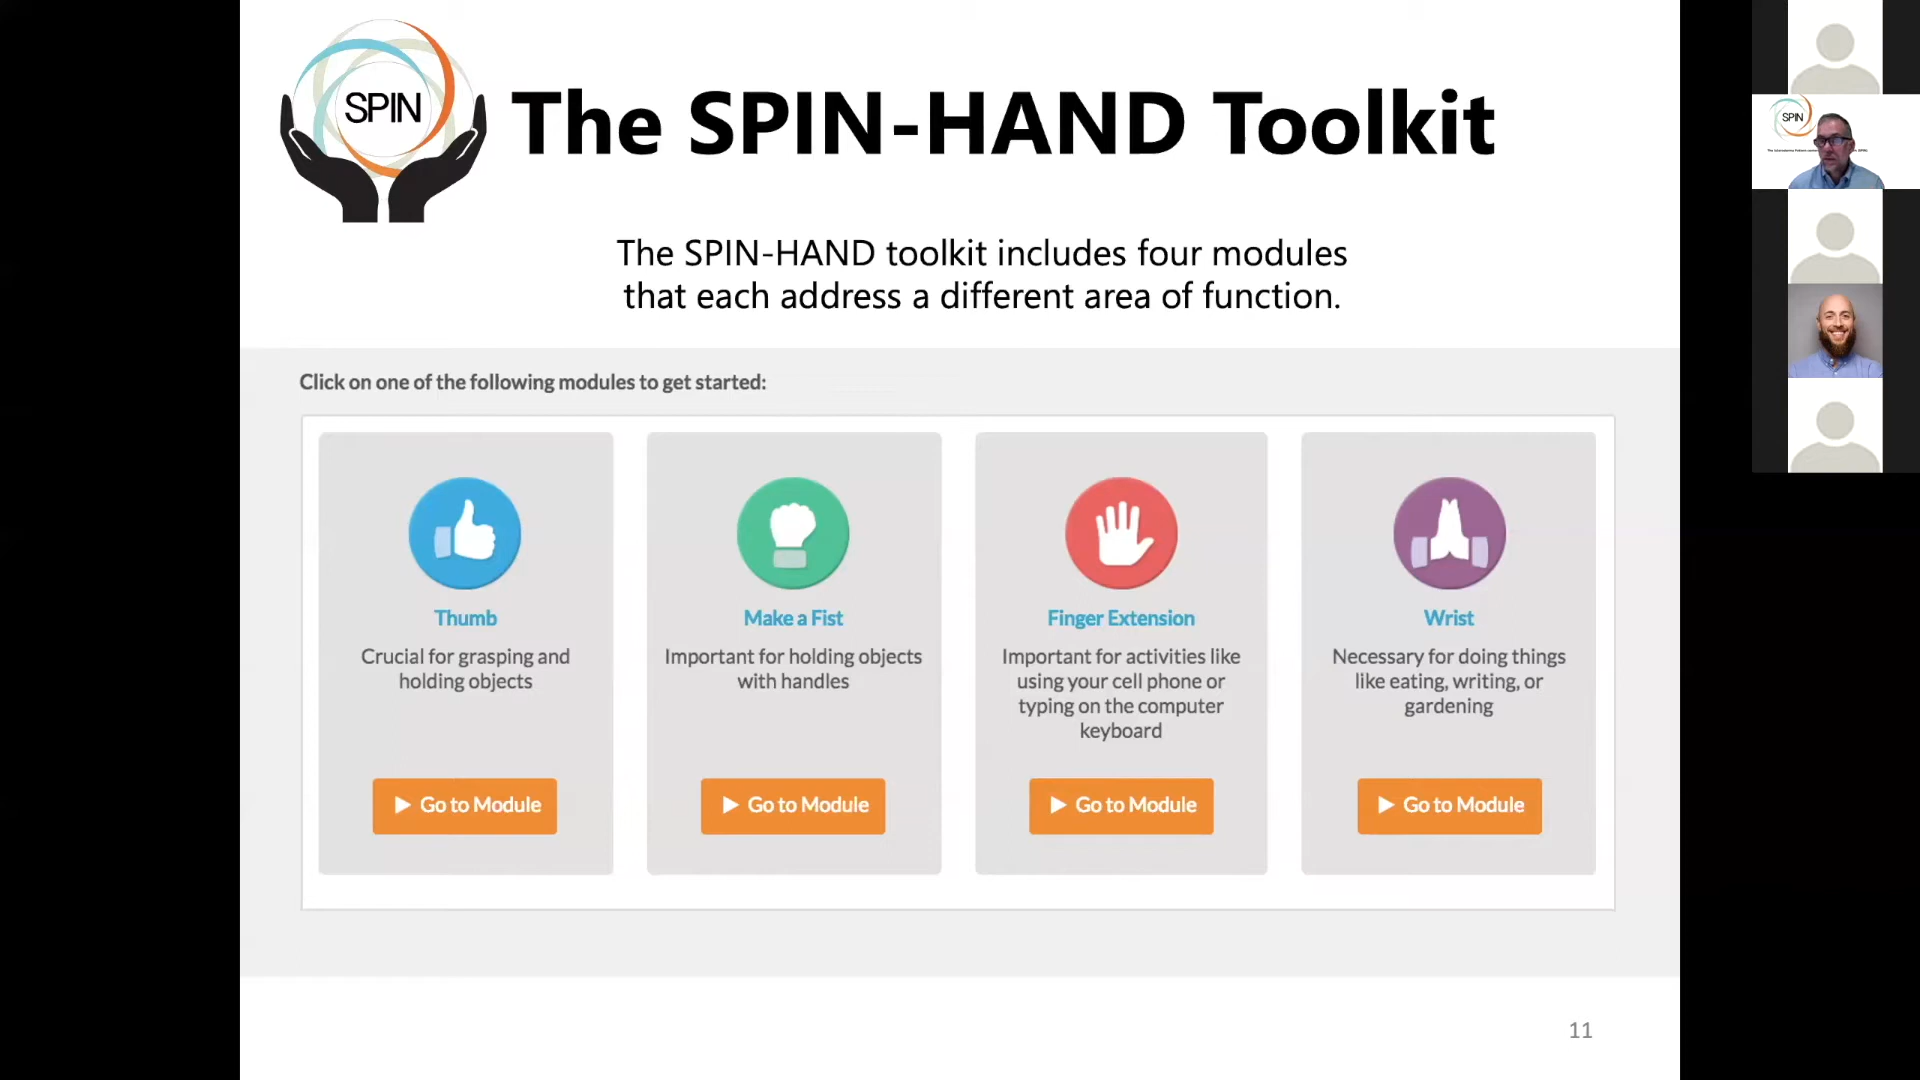 SPIN
The SPIN-HAND Toolkit
The SPIN-HAND toolkit includes four modules
that each address a different area of function.
Click on one of the following modules to get started:
Thumb
Crucial for grasping and
holding objects
Go to Module
Make a Fist
Important for holding objects
with handles
Go to Module
Finger Extension
Important for activities like
using your cell phone or
typing on the computer
keyboard
Go to Module
Wrist
Necessary for doing things
like eating, writing, or
gardening
Go to Module
11
SPIN